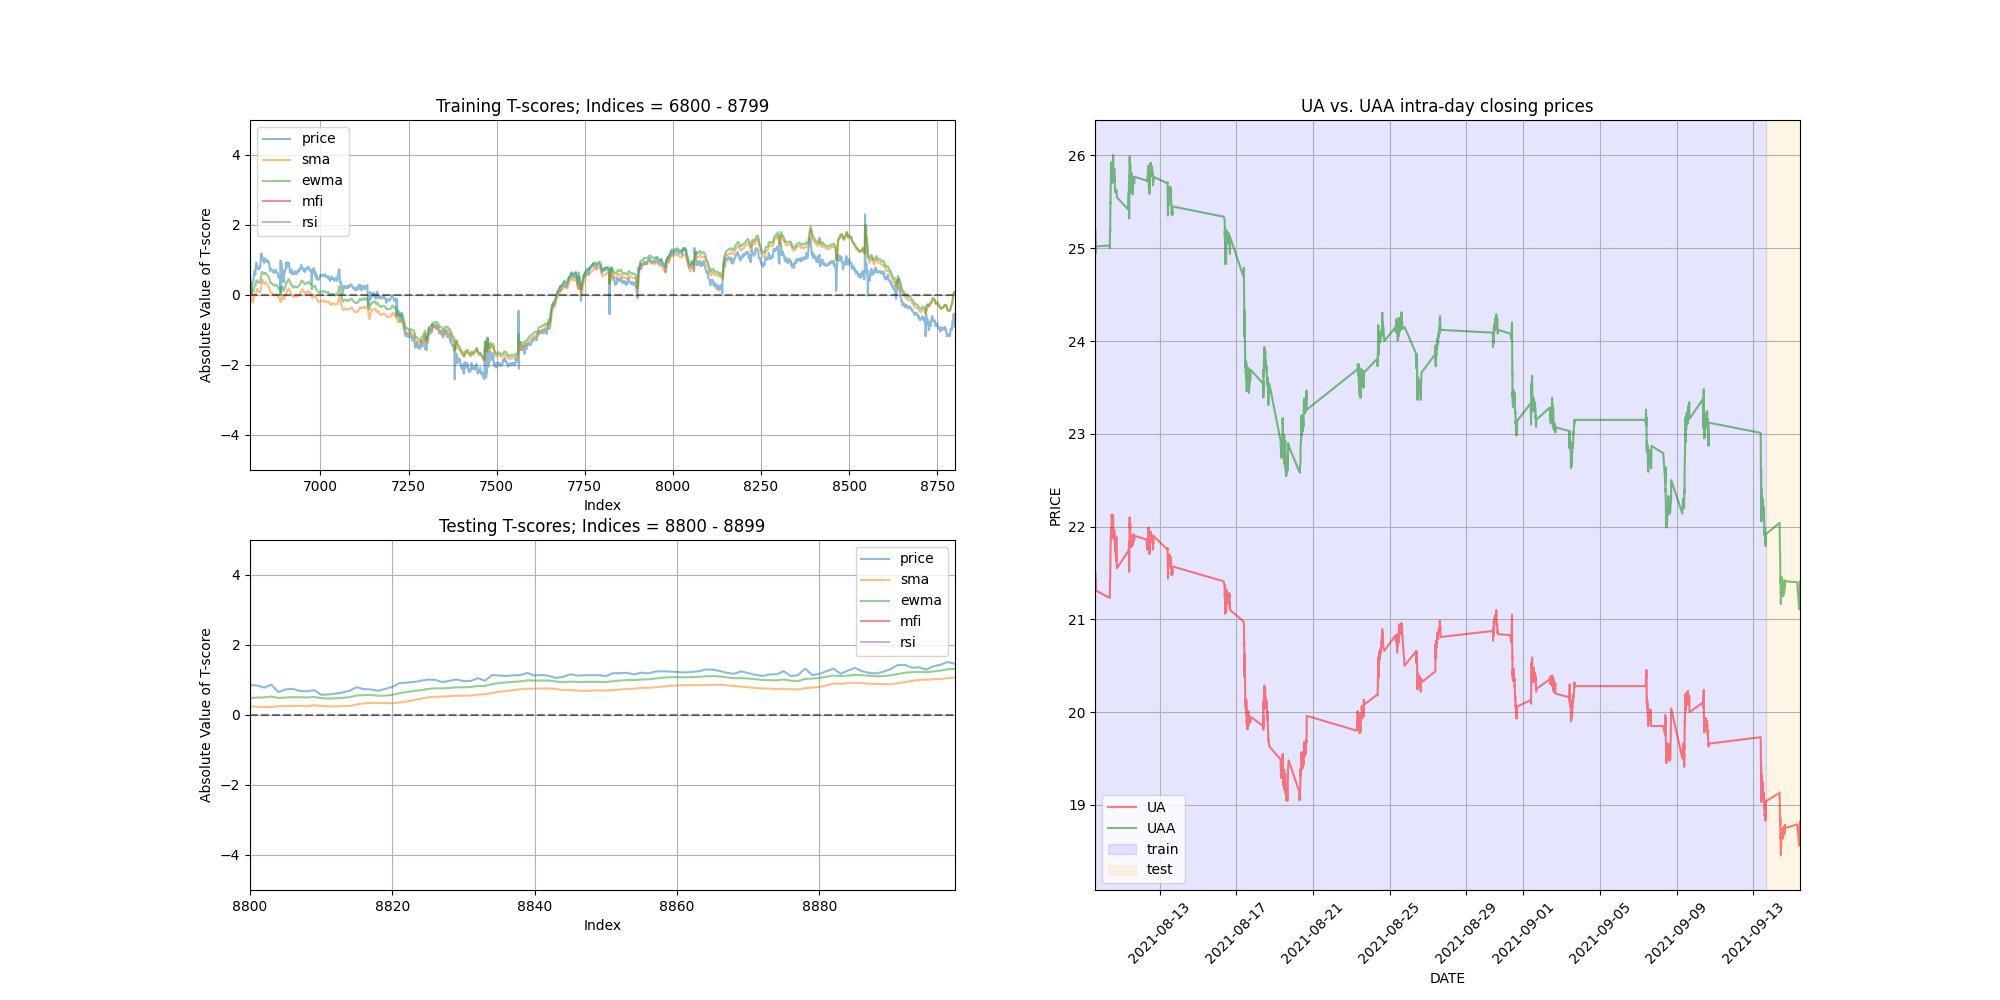 Training T-scores; Indices = 6800 - 8799
price
sma
ewma
mfi
rsi
4
2
0
−2
−4
Absolute Value of T-score
7000 7250 7500 7750 8000 8250 8500 8750
Index
Testing T-scores; Indices = 8800 - 8899
price
sma
ewma
mfi
rsi
4
2
0
−2
−4
Absolute Value of T-score
8800 8820 8840 8860 8880
Index
UA vs. UAA intra-day closing prices
26
25
24
23
22
21
20
19
PRICE
UA
UAA
train
test
2021-08-13 2021-08-17 2021-08-21 2021-08-25 2021-08-29 2021-09-01 2021-09-05 2021-09-09 2021-09-13
DATE